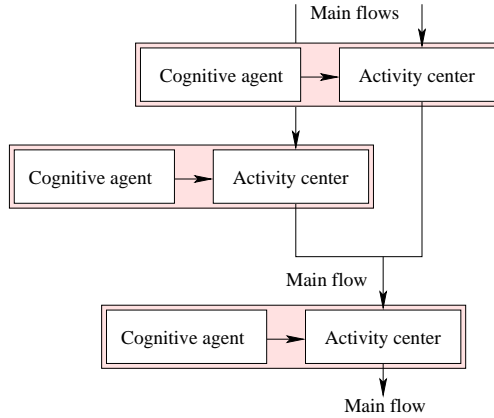 Main flows
Cognitive agent
Activity center
Cognitive agent
Activity center
Main flow
Cognitive agent
Activity center
Main flow